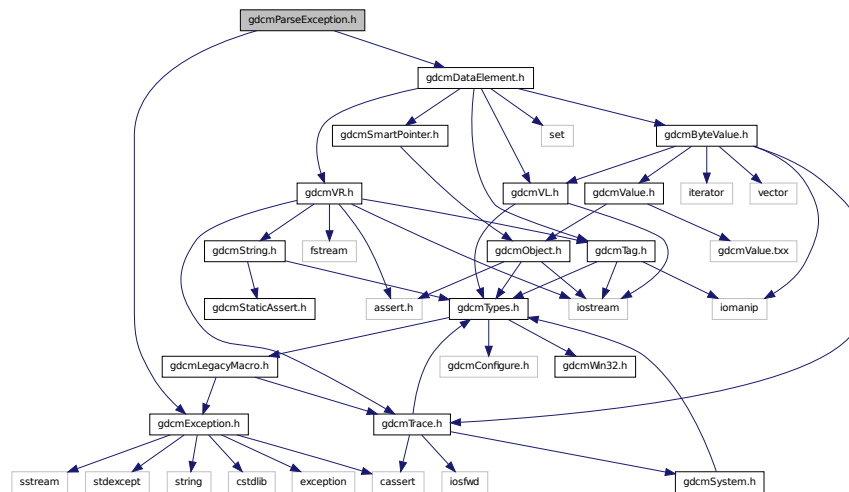 gdcmParseException.h
gdcmDataElement.h
gdcmSmartPointer.h
set
gdcmByteValue.h
gdcmVR.h
gdcmVL.h
gdcmValue.h
iterator
vector
gdcmString.h
fstream
gdcmObject.h
gdcmTag.h
gdcmValue.txx
gdcmStaticAssert.h
assert.h
gdcmTypes.h
iostream
iomanip
gdcmLegacyMacro.h
gdcmConfigure.h
gdcmWin32.h
gdcmException.h
gdcmTrace.h
sstream
stdexcept
string
cstdlib
exception
cassert
iosfwd
gdcmSystem.h